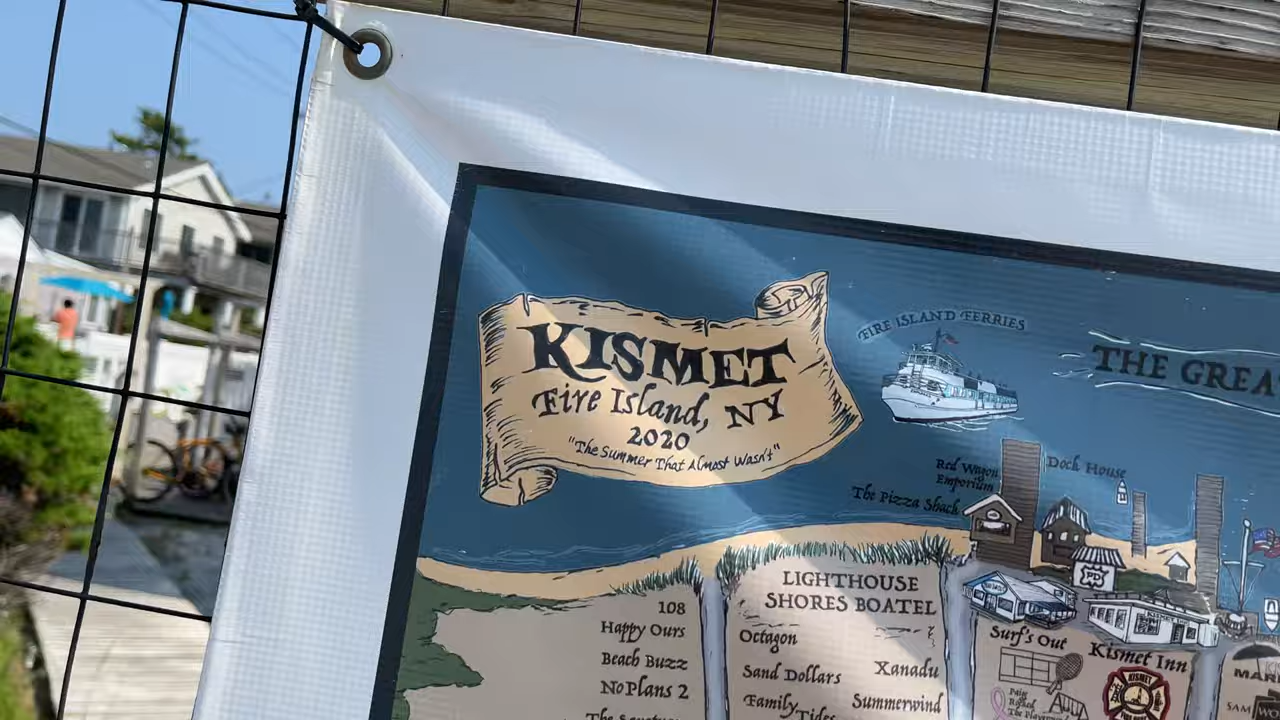 KISMET
Fire Island, NY
2020
"The Summer That Almost Wasn't"
FIRE ISLAND FERRIES
THE GREA
Red Wagon
Emporium
Dock House
The Pizza Shack
LIGHTHOUSE
SHORES BOATEL
108
Happy Ours
Beach Buzz
No Plans 2
Octagon
Sand Dollars
Xanadu
Family Tides
Summerwind
Surf's Out
Kismet Inn
KISMET
SAM